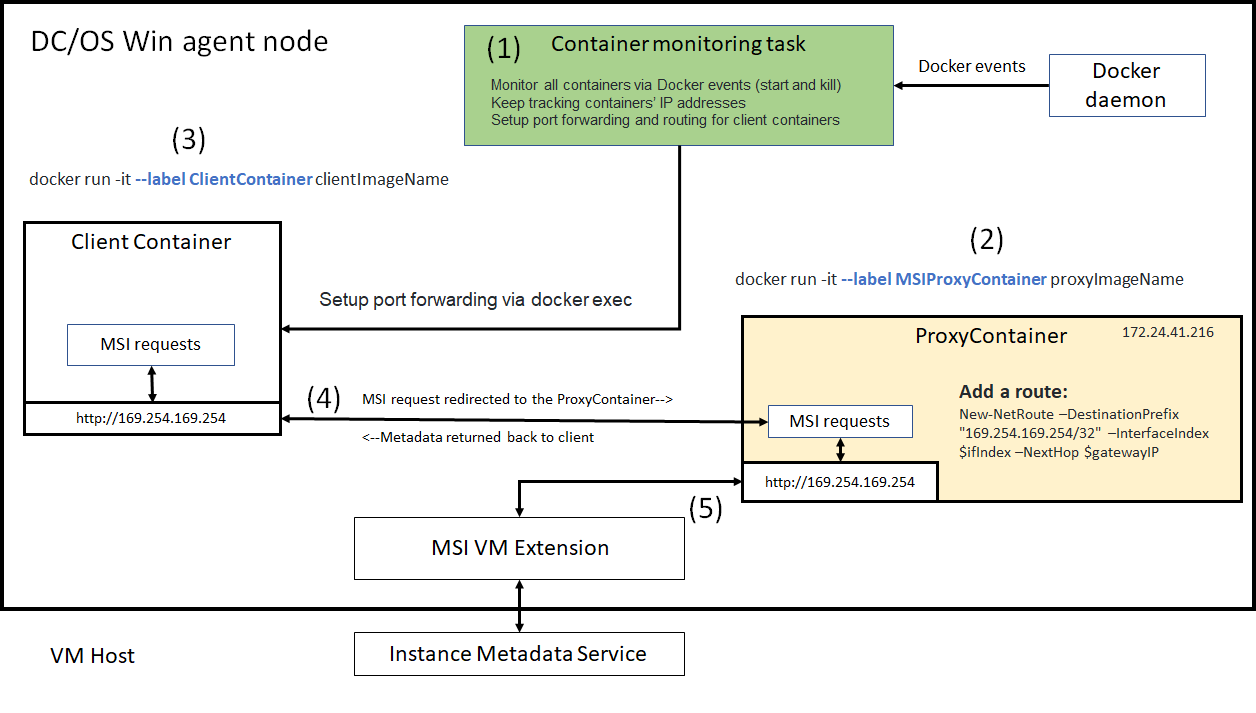 DC/OS Win agent node
(1) Container monitoring task
Monitor all containers via Docker events (start and kill)
Keep tracking containers’ IP addresses
Setup port forwarding and routing for client containers
Docker events
Docker
daemon
(3)
docker run -it --label ClientContainer clientImageName
Client Container
MSI requests
http://169.254.169.254
Setup port forwarding via docker exec
(2)
docker run -it --label MSIProxyContainer proxyImageName
ProxyContainer
172.24.41.216
Add a route:
New-NetRoute –DestinationPrefix
"169.254.169.254/32" –InterfaceIndex
$ifIndex –NextHop $gatewayIP
MSI requests
http://169.254.169.254
(4)
MSI request redirected to the ProxyContainer-->
<--Metadata returned back to client
(5)
MSI VM Extension
Instance Metadata Service
VM Host